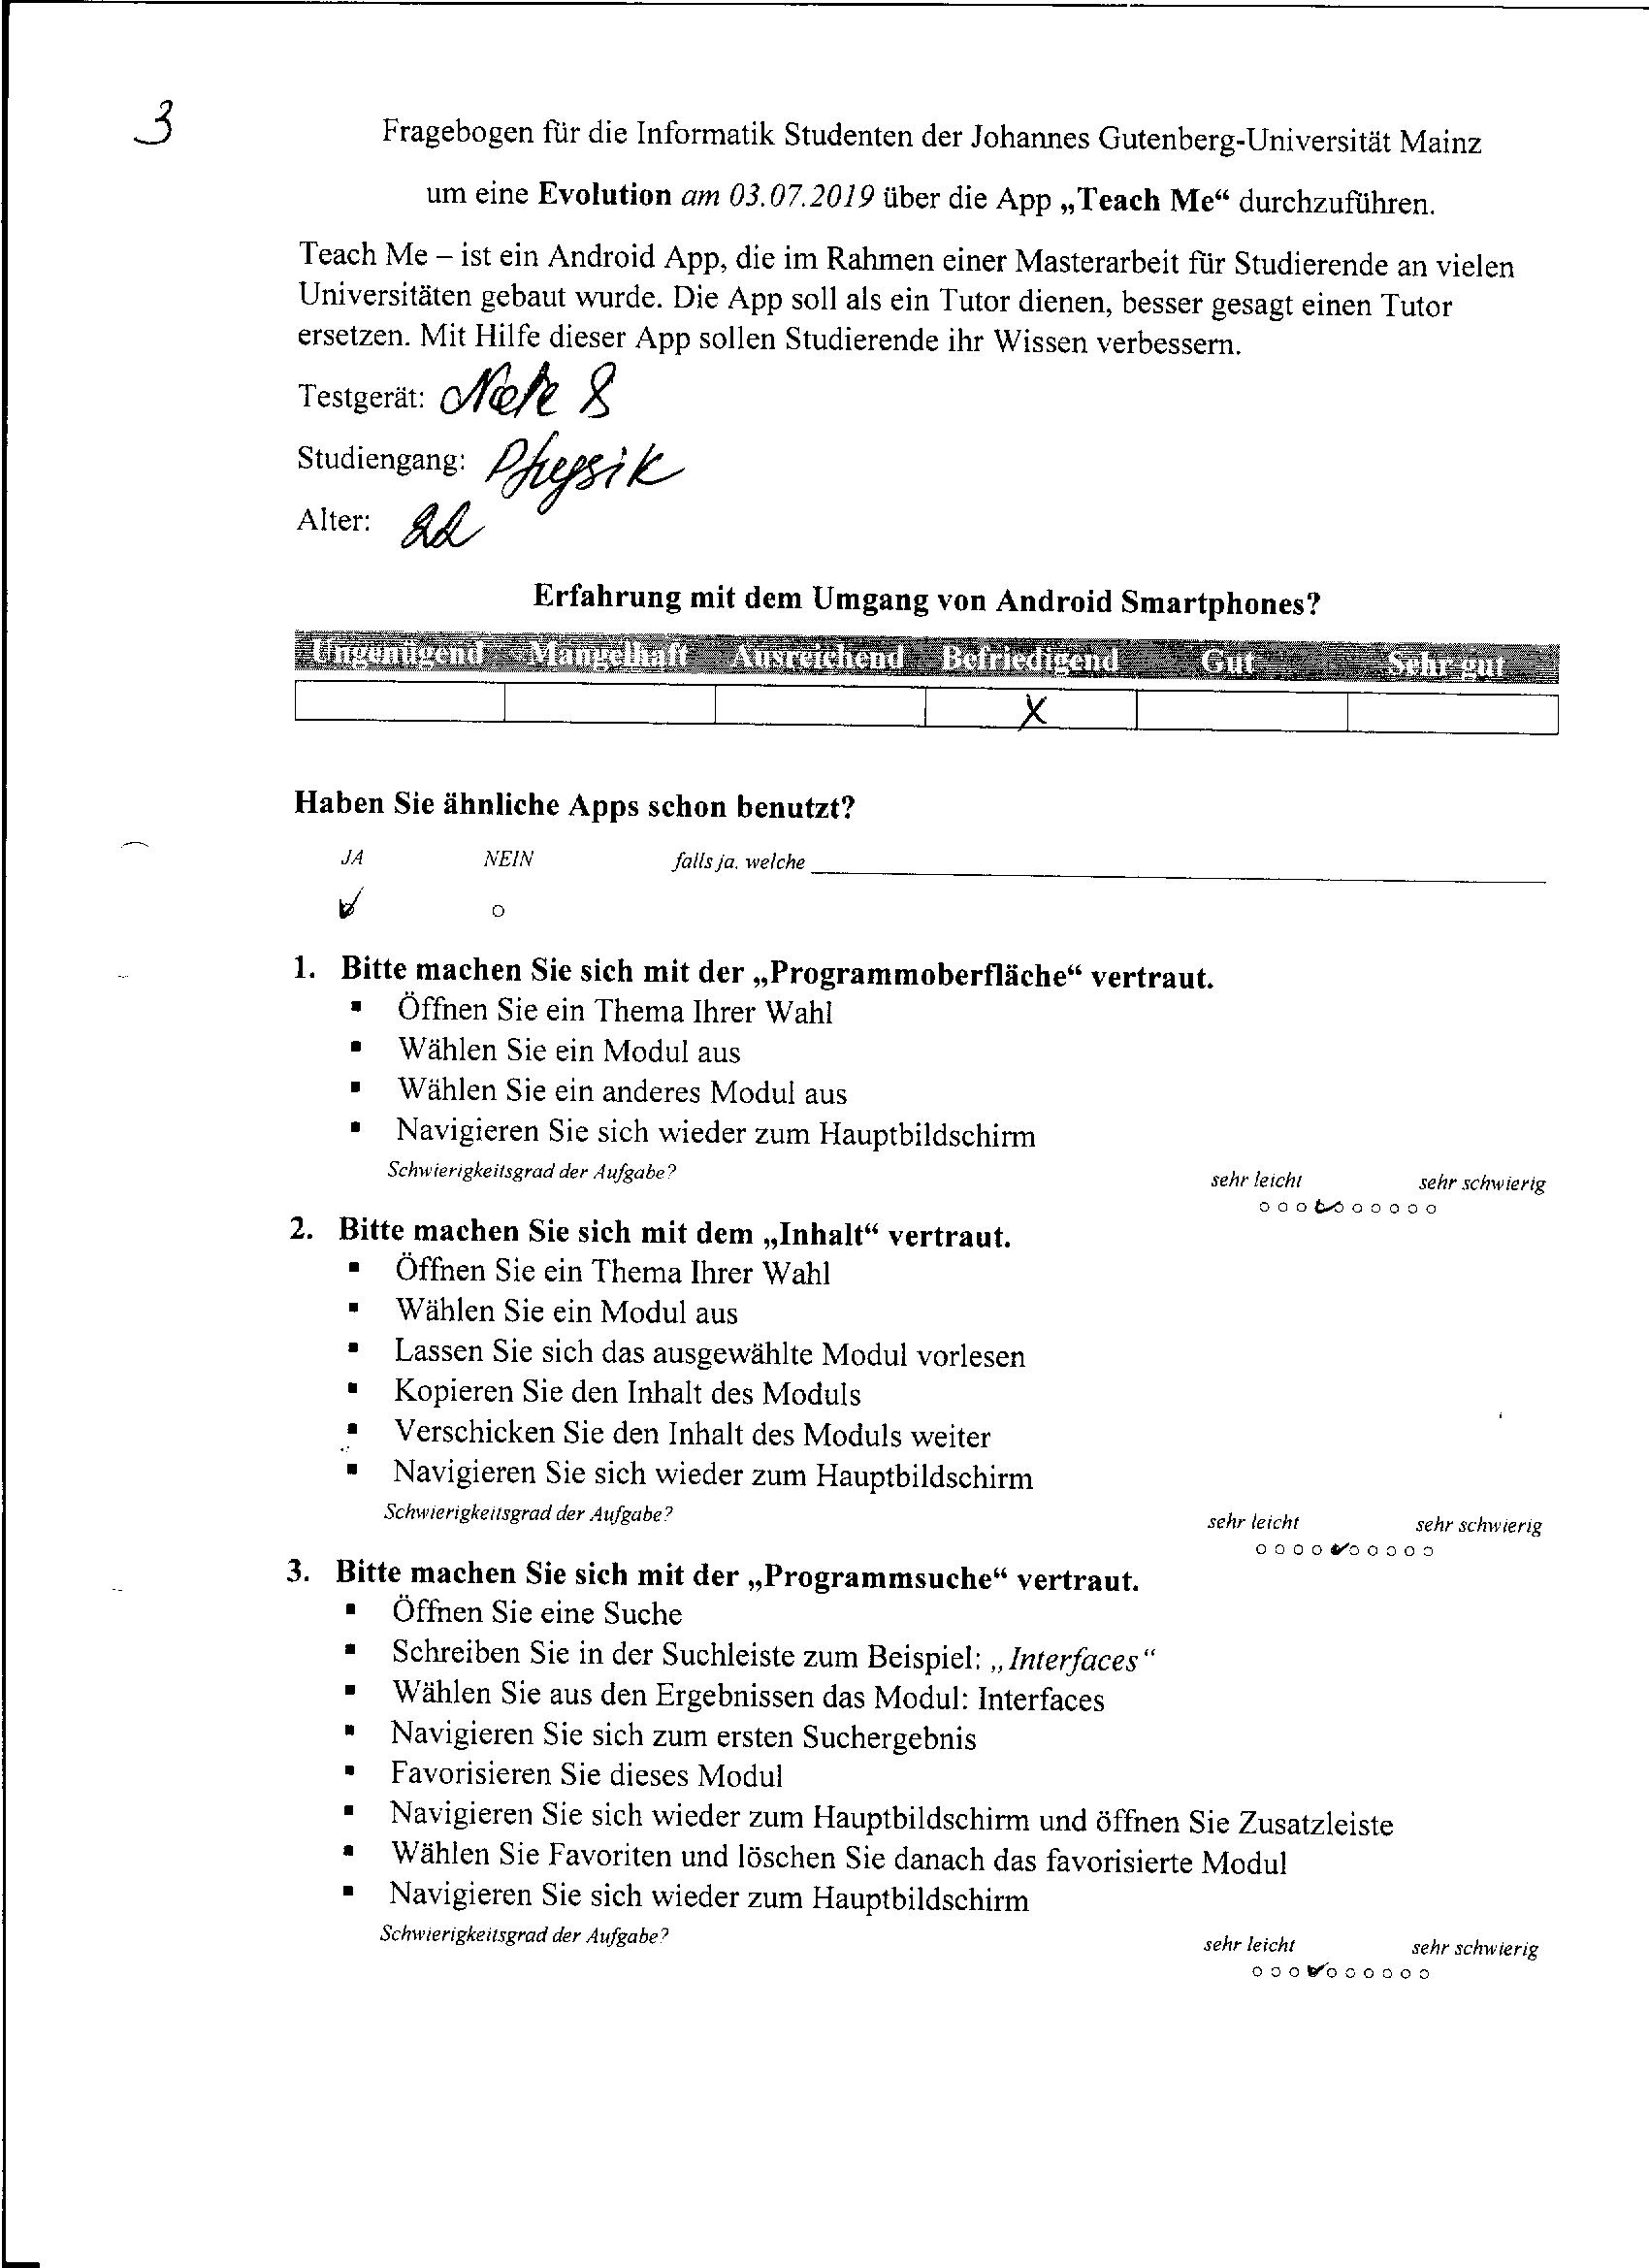 3
Fragebogen für die Informatik Studenten der Johannes Gutenberg-Universität Mainz
um eine Evolution am 03.07.2019 über die App „Teach Me“ durchzuführen.
Teach Me – ist ein Android App, die im Rahmen einer Masterarbeit für Studierende an vielen
Universitäten gebaut wurde. Die App soll als ein Tutor dienen, besser gesagt einen Tutor
ersetzen. Mit Hilfe dieser App sollen Studierende ihr Wissen verbessern.
Testgerät: Note 8
Studiengang: Physik
Alter: 22
Erfahrung mit dem Umgang von Android Smartphones?
Ungenügend Mangelhaft Ausreichend Befriedigend Gut Sehr gut
X
Haben Sie ähnliche Apps schon benutzt?
JA NEIN falls ja, welche
1. Bitte machen Sie sich mit der „Programmoberfläche“ vertraut.
▪ Öffnen Sie ein Thema Ihrer Wahl
▪ Wählen Sie ein Modul aus
▪ Wählen Sie ein anderes Modul aus
▪ Navigieren Sie sich wieder zum Hauptbildschirm
Schwierigkeitsgrad der Aufgabe? sehr leicht sehr schwierig
2. Bitte machen Sie sich mit dem „Inhalt“ vertraut.
▪ Öffnen Sie ein Thema Ihrer Wahl
▪ Wählen Sie ein Modul aus
▪ Lassen Sie sich das ausgewählte Modul vorlesen
▪ Kopieren Sie den Inhalt des Moduls
▪ Verschicken Sie den Inhalt des Moduls weiter
▪ Navigieren Sie sich wieder zum Hauptbildschirm
Schwierigkeitsgrad der Aufgabe? sehr leicht sehr schwierig
3. Bitte machen Sie sich mit der „Programmsuche“ vertraut.
▪ Öffnen Sie eine Suche
▪ Schreiben Sie in der Suchleiste zum Beispiel: „Interfaces“
▪ Wählen Sie aus den Ergebnissen das Modul: Interfaces
▪ Navigieren Sie sich zum ersten Suchergebnis
▪ Favorisieren Sie dieses Modul
▪ Navigieren Sie sich wieder zum Hauptbildschirm und öffnen Sie Zusatzleiste
▪ Wählen Sie Favoriten und löschen Sie danach das favorisierte Modul
▪ Navigieren Sie sich wieder zum Hauptbildschirm
Schwierigkeitsgrad der Aufgabe? sehr leicht sehr schwierig